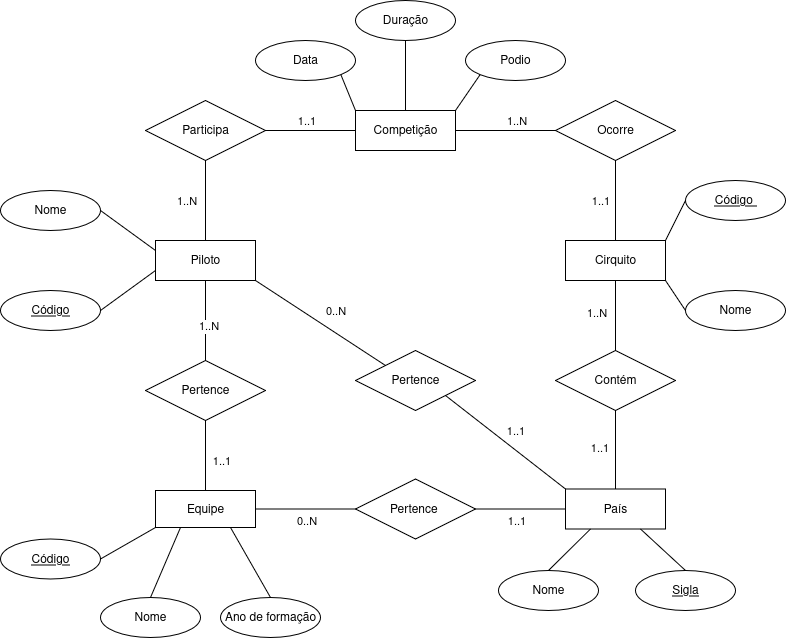 Duração
Data
Podio
Participa
1..1
Competição
1..N
Ocorre
1..N
1..1
Código
Nome
Piloto
Cirquito
Código
0..N
1..N
Nome
1..N
Pertence
Pertence
Contém
1..1
1..1
1..1
Equipe
Pertence
País
0..N
1..1
Código
Nome
Sigla
Nome
Ano de formação